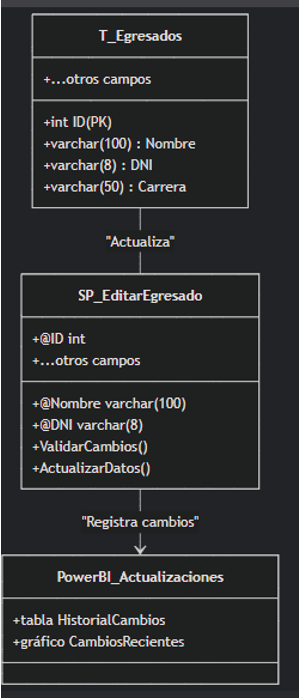 T_Egresados
+...otros campos
+int ID(PK)
+varchar(100) : Nombre
+varchar(8) : DNI
+varchar(50) : Carrera
"Actualiza"
SP_EditarEgresado
+@ID int
+...otros campos
+@Nombre varchar(100)
+@DNI varchar(8)
+ValidarCambios()
+ActualizarDatos()
"Registra cambios"
PowerBI_Actualizaciones
+tabla HistorialCambios
+gráfico CambiosRecientes